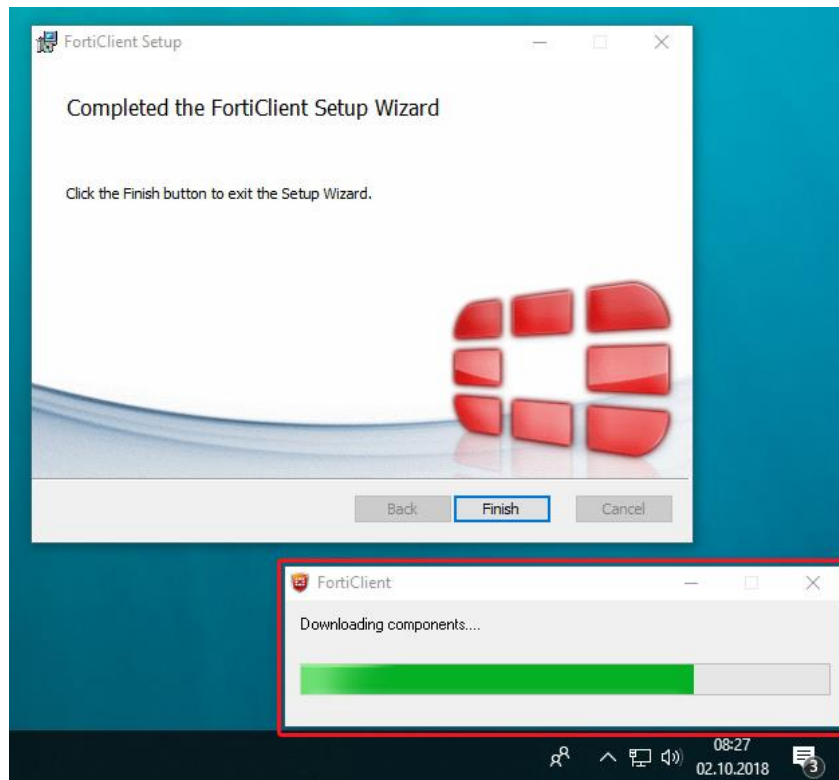 FortiClient Setup
Completed the FortiClient Setup Wizard
Click the Finish button to exit the Setup Wizard.
Back Finish Cancel
FortiClient
Downloading components....
08:27
02.10.2018
3